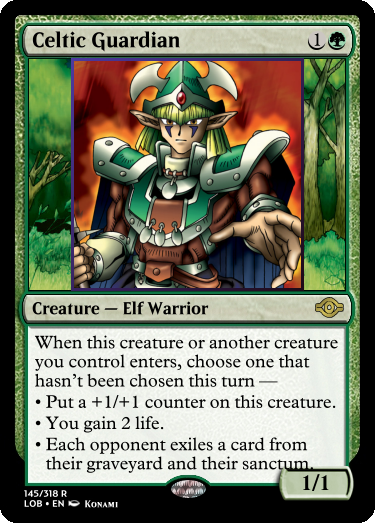 Celtic Guardian 1
Creature — Elf Warrior
When this creature or another creature
you control enters, choose one that
hasn't been chosen this turn —
• Put a +1/+1 counter on this creature.
• You gain 2 life.
• Each opponent exiles a card from
their graveyard and their sanctum.
1/1
145/318 R
LOB • EN KONAMI